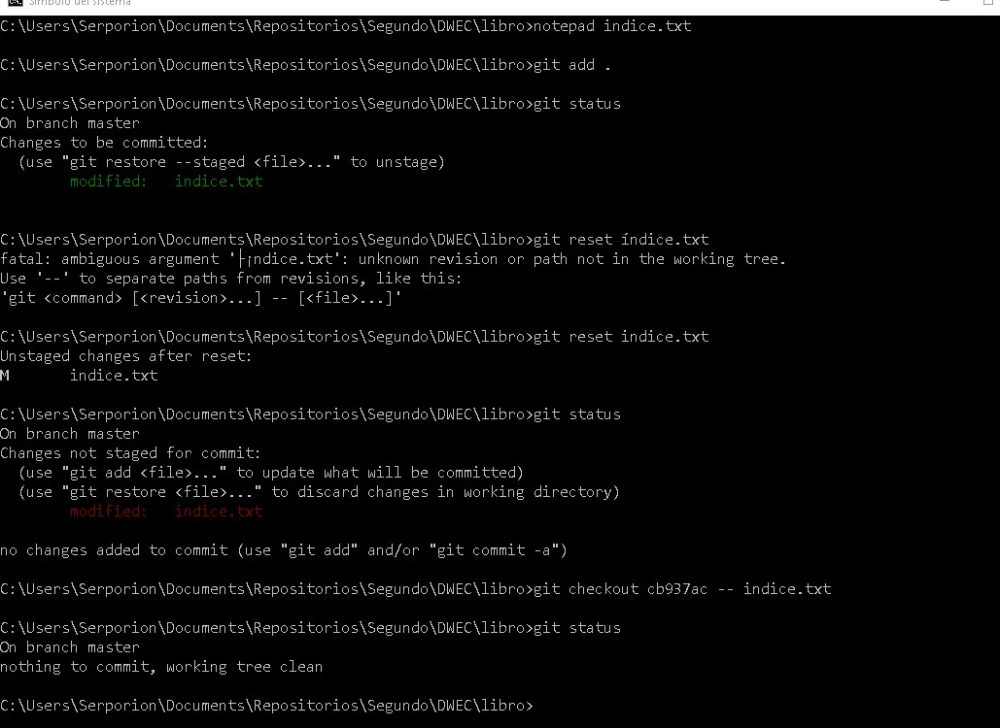 Símbolo del sistema
C:\Users\Serporion\Documents\Repositorios\Segundo\DWEC\libro>notepad indice.txt
C:\Users\Serporion\Documents\Repositorios\Segundo\DWEC\libro>git add .
C:\Users\Serporion\Documents\Repositorios\Segundo\DWEC\libro>git status
On branch master
Changes to be committed:
  (use "git restore --staged <file>..." to unstage)
        modified:   indice.txt
C:\Users\Serporion\Documents\Repositorios\Segundo\DWEC\libro>git reset índice.txt
fatal: ambiguous argument '├¡ndice.txt': unknown revision or path not in the working tree.
Use '--' to separate paths from revisions, like this:
'git <command> [<revision>...] -- [<file>...]'
C:\Users\Serporion\Documents\Repositorios\Segundo\DWEC\libro>git reset indice.txt
Unstaged changes after reset:
M       indice.txt
C:\Users\Serporion\Documents\Repositorios\Segundo\DWEC\libro>git status
On branch master
Changes not staged for commit:
  (use "git add <file>..." to update what will be committed)
  (use "git restore <file>..." to discard changes in working directory)
        modified:   indice.txt
no changes added to commit (use "git add" and/or "git commit -a")
C:\Users\Serporion\Documents\Repositorios\Segundo\DWEC\libro>git checkout cb937ac -- indice.txt
C:\Users\Serporion\Documents\Repositorios\Segundo\DWEC\libro>git status
On branch master
nothing to commit, working tree clean
C:\Users\Serporion\Documents\Repositorios\Segundo\DWEC\libro>